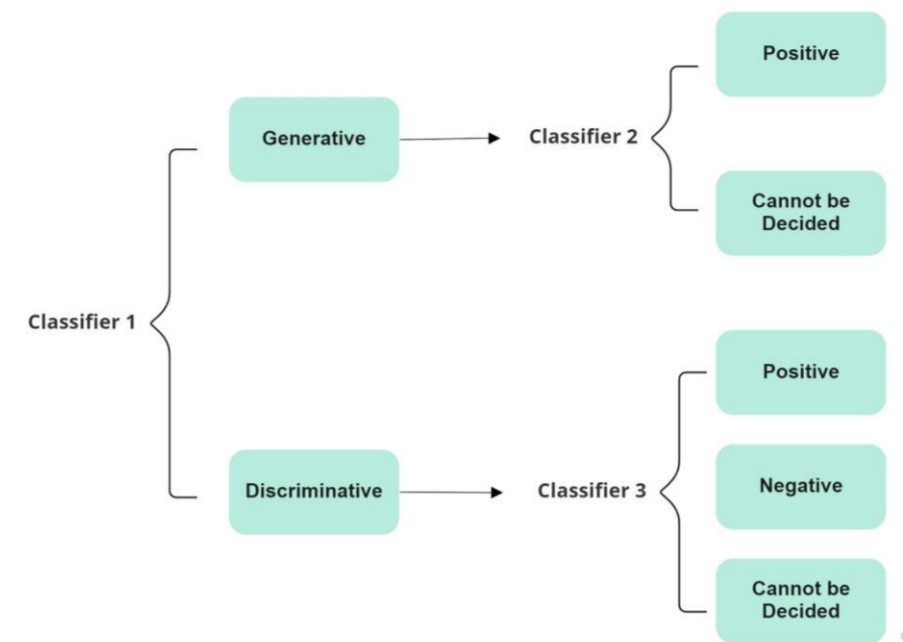 Positive
Generative
Classifier 2
Cannot be
Decided
Classifier 1
Positive
Discriminative
Classifier 3
Negative
Cannot be
Decided